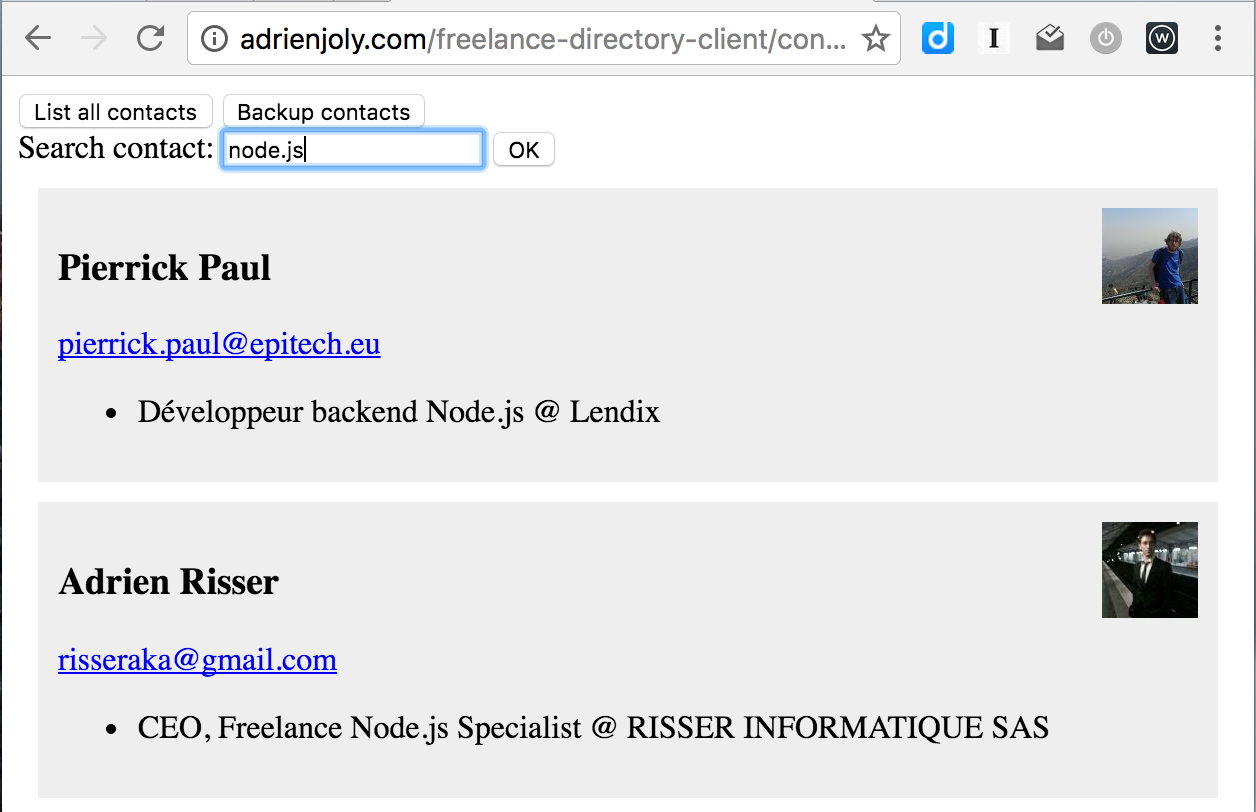 adrienjoly.com/freelance-directory-client/con...
List all contacts Backup contacts
Search contact: node.js OK
Pierrick Paul
pierrick.paul@epitech.eu
• Développeur backend Node.js @ Lendix
Adrien Risser
risseraka@gmail.com
• CEO, Freelance Node.js Specialist @ RISSER INFORMATIQUE SAS